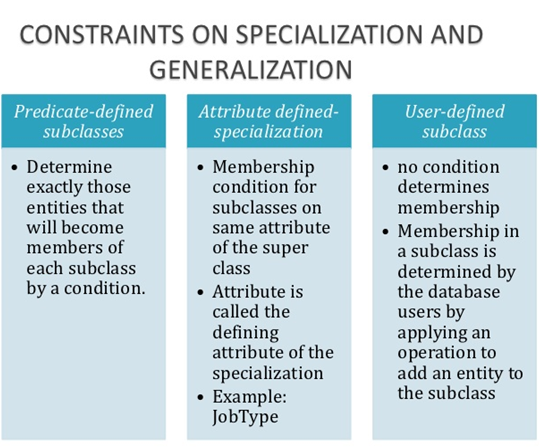 CONSTRAINTS ON SPECIALIZATION AND
GENERALIZATION
Predicate-defined
subclasses
• Determine
exactly those
entities that
will become
members of
each subclass
by a condition.
Attribute defined-
specialization
• Membership
condition for
subclasses on
same attribute
of the super
class
• Attribute is
called the
defining
attribute of the
specialization
• Example:
JobType
User-defined
subclass
• no condition
determines
membership
• Membership in
a subclass is
determined by
the database
users by
applying an
operation to
add an entity to
the subclass